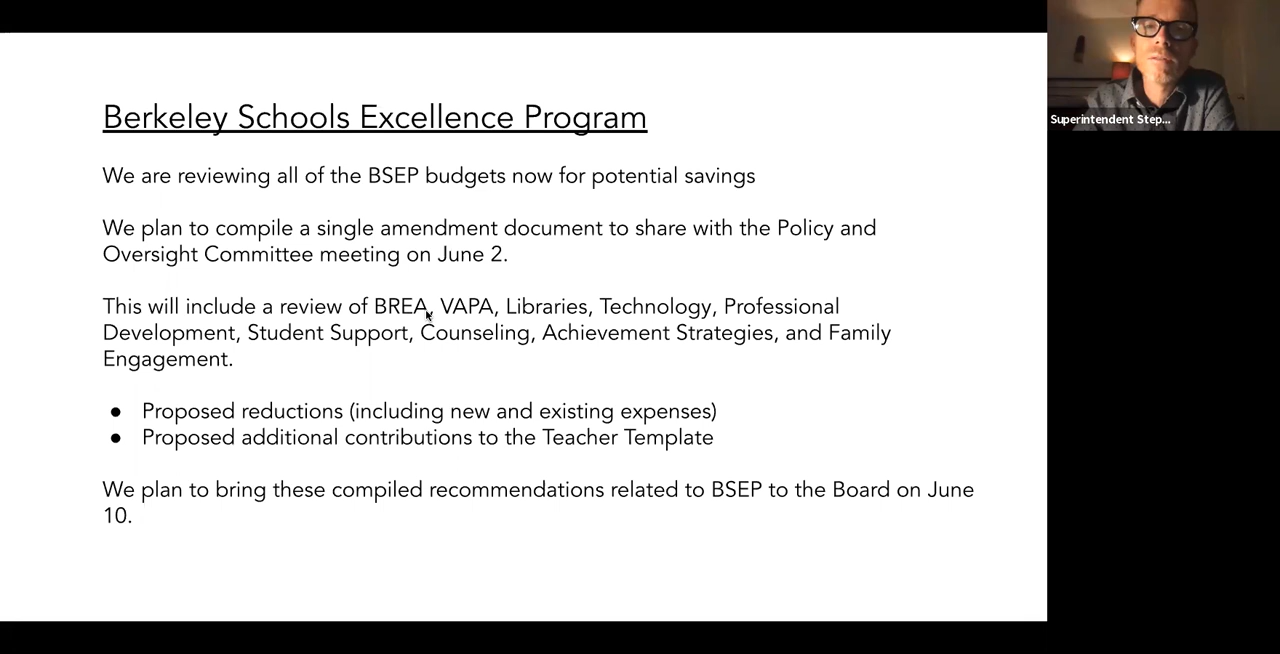 Berkeley Schools Excellence Program
We are reviewing all of the BSEP budgets now for potential savings
We plan to compile a single amendment document to share with the Policy and
Oversight Committee meeting on June 2.
This will include a review of BREA, VAPA, Libraries, Technology, Professional
Development, Student Support, Counseling, Achievement Strategies, and Family
Engagement.
● Proposed reductions (including new and existing expenses)
● Proposed additional contributions to the Teacher Template
We plan to bring these compiled recommendations related to BSEP to the Board on June
10.
Superintendent Step...